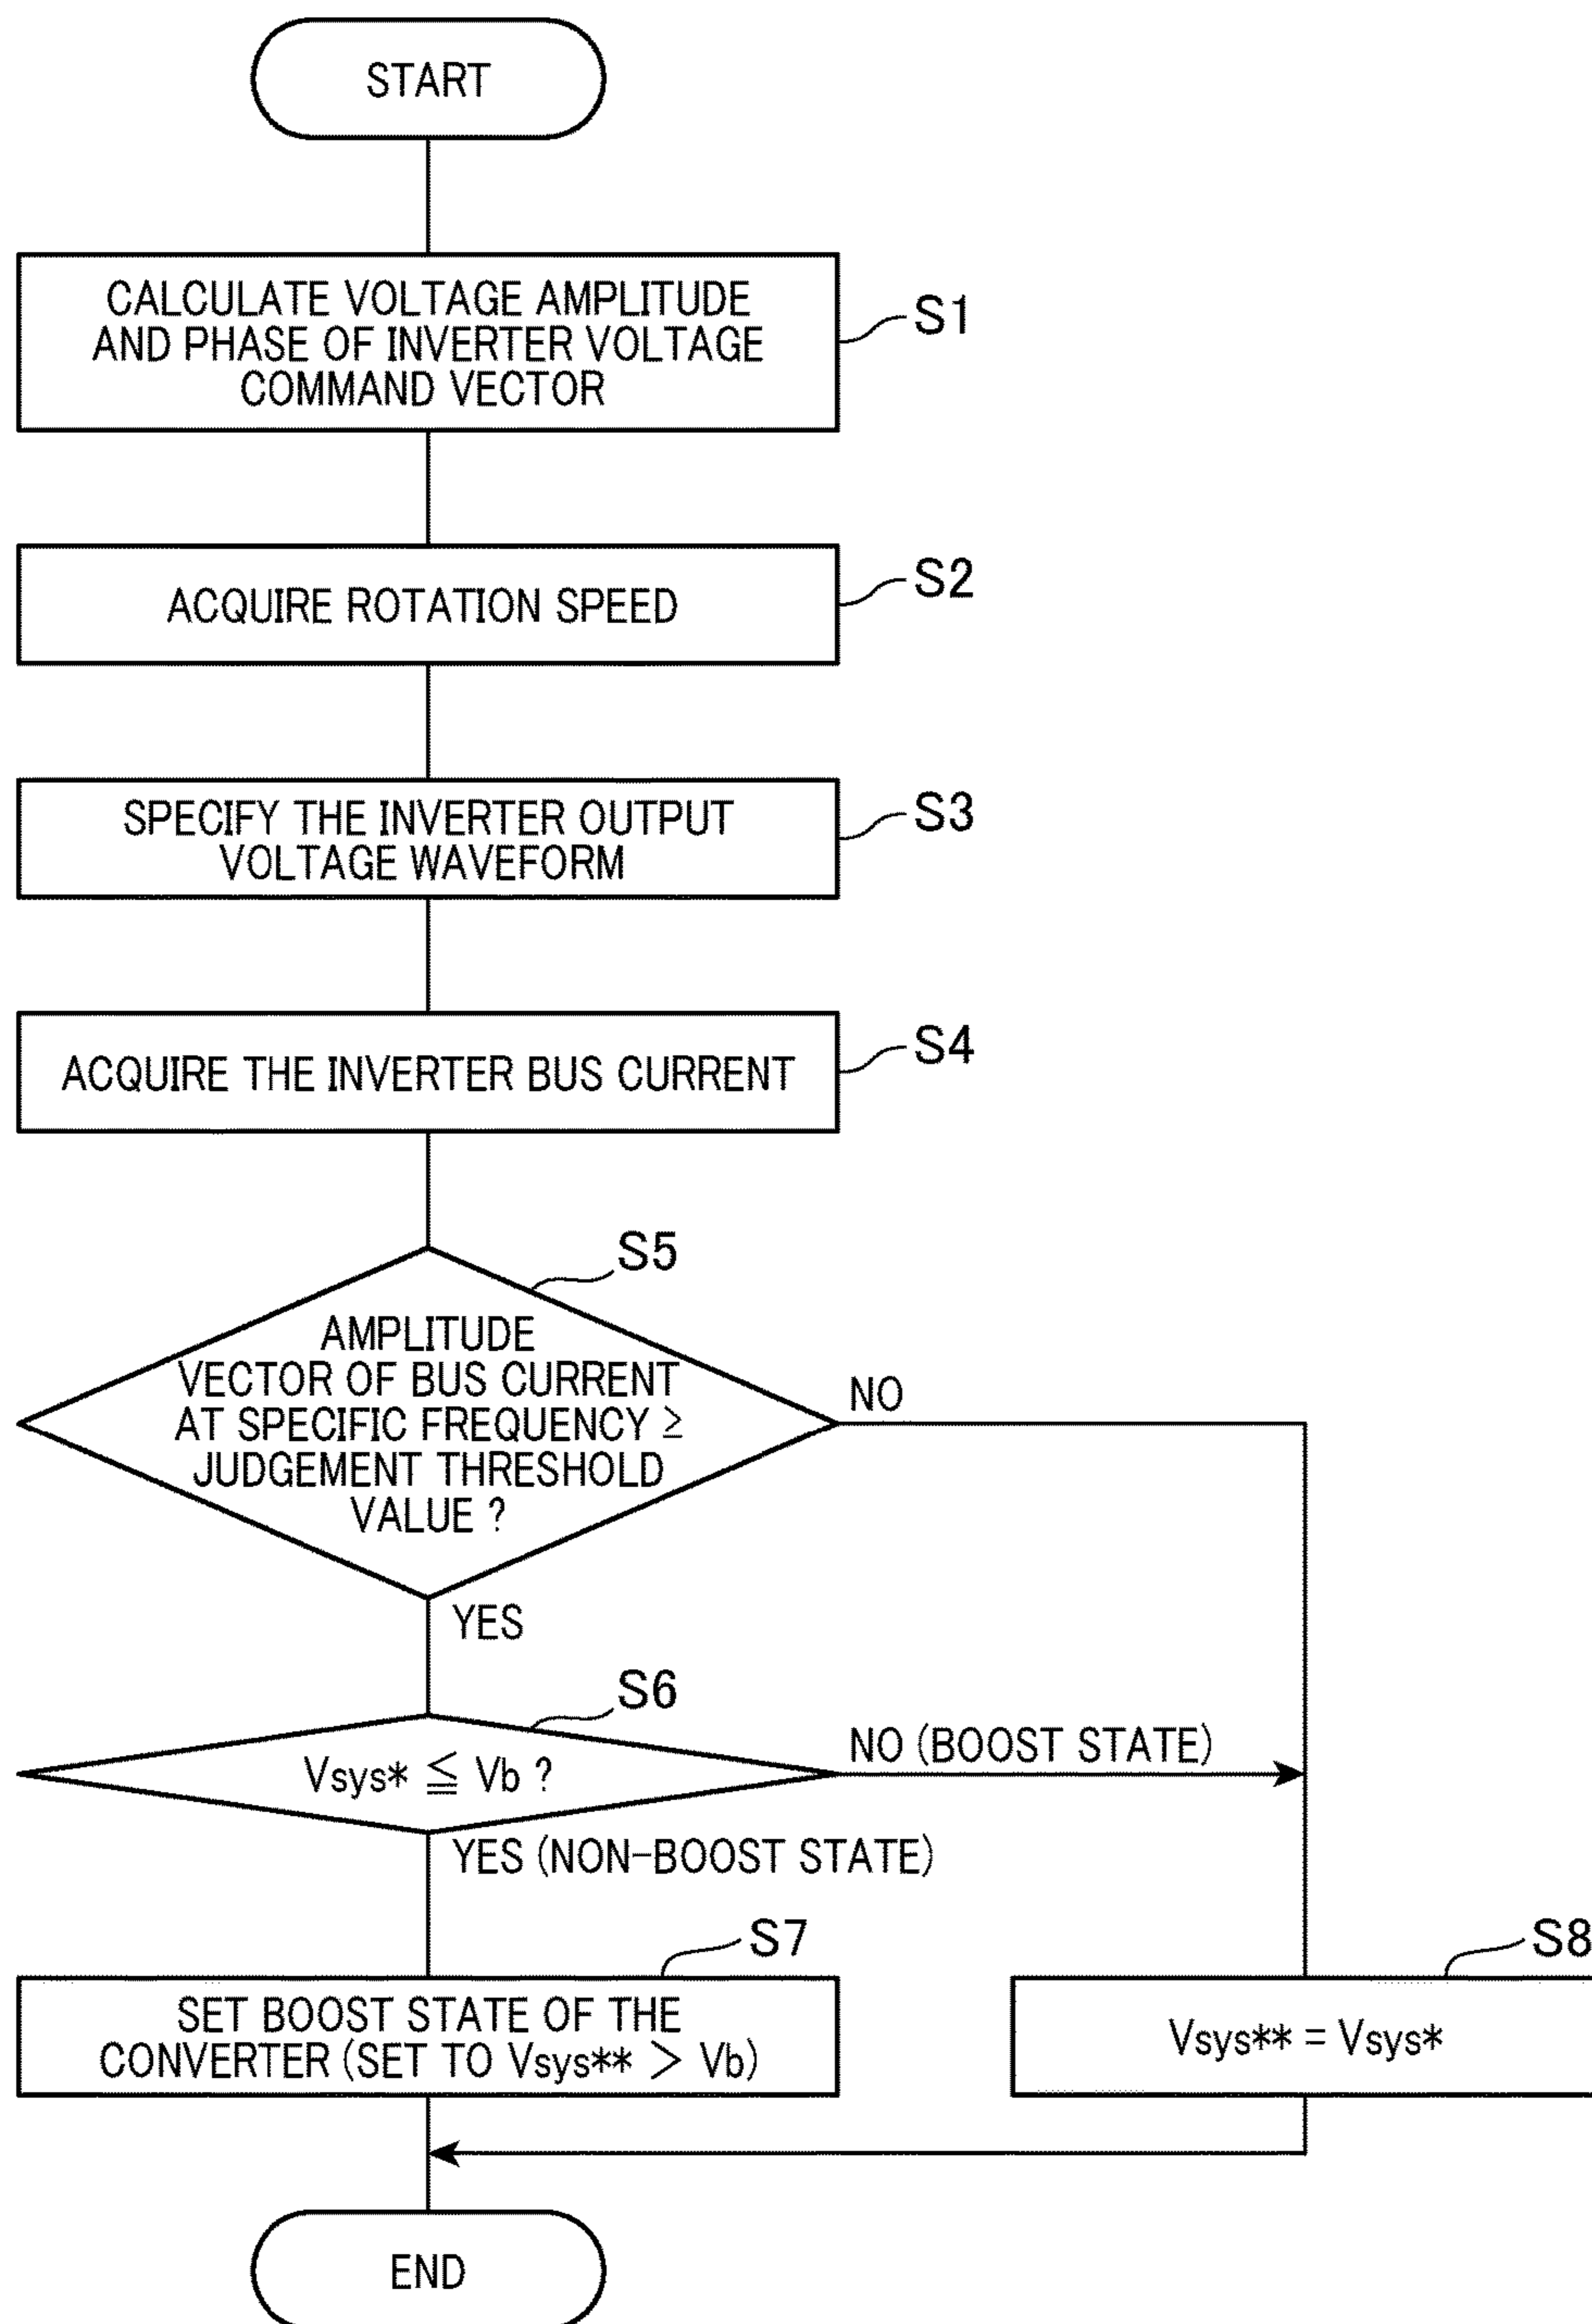 START
CALCULATE VOLTAGE AMPLITUDE
AND PHASE OF INVERTER VOLTAGE
COMMAND VECTOR
S1
ACQUIRE ROTATION SPEED
S2
SPECIFY THE INVERTER OUTPUT
VOLTAGE WAVEFORM
S3
ACQUIRE THE INVERTER BUS CURRENT
S4
S5
AMPLITUDE
VECTOR OF BUS CURRENT
AT SPECIFIC FREQUENCY ≥
JUDGEMENT THRESHOLD
VALUE ?
NO
YES
S6
Vsys* ≦ Vb ?
NO (BOOST STATE)
YES (NON-BOOST STATE)
S7
SET BOOST STATE OF THE
CONVERTER (SET TO Vsys** > Vb)
S8
Vsys** = Vsys*
END